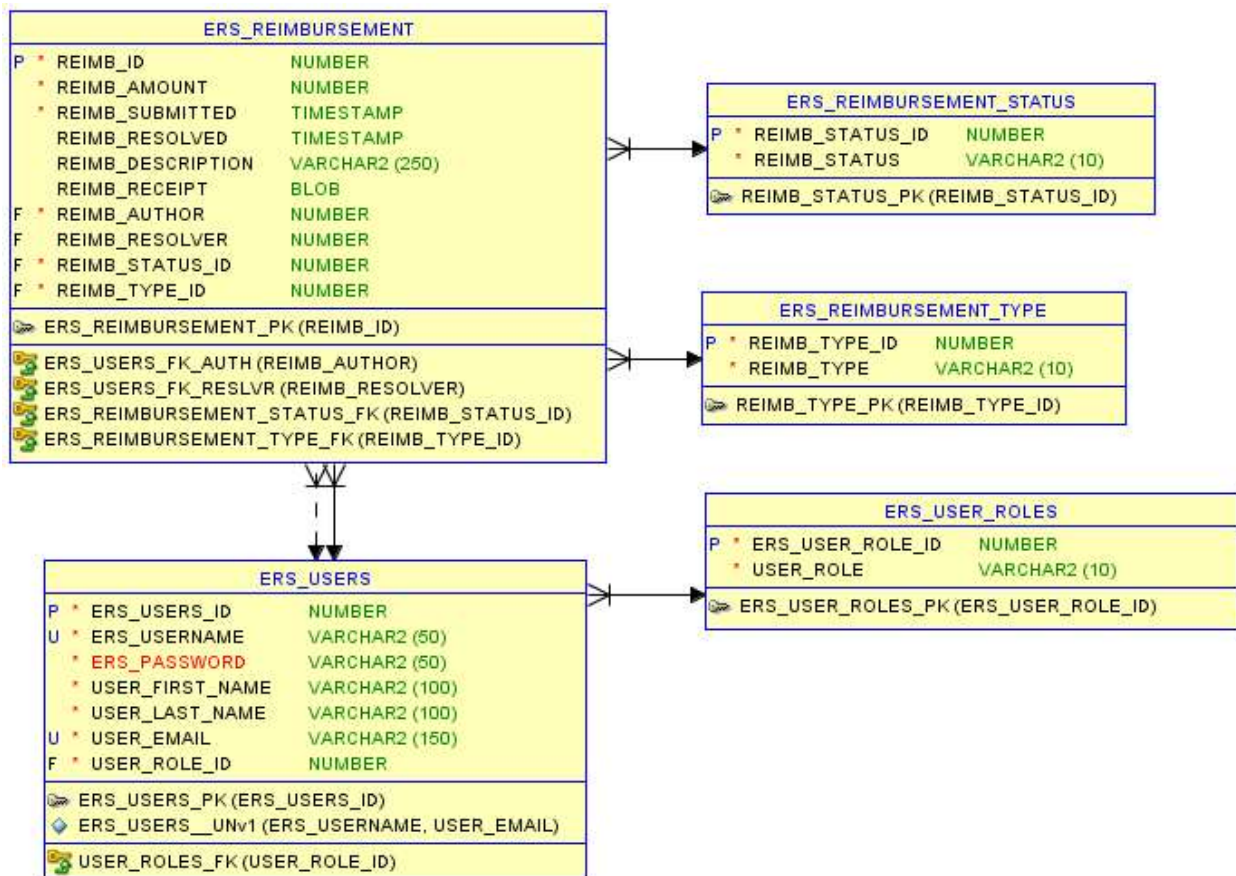 ERS_REIMBURSEMENT
P * REIMB_ID NUMBER
* REIMB_AMOUNT NUMBER
* REIMB_SUBMITTED TIMESTAMP
REIMB_RESOLVED TIMESTAMP
REIMB_DESCRIPTION VARCHAR2 (250)
REIMB_RECEIPT BLOB
F * REIMB_AUTHOR NUMBER
F REIMB_RESOLVER NUMBER
F * REIMB_STATUS_ID NUMBER
F * REIMB_TYPE_ID NUMBER
ERS_REIMBURSEMENT_PK (REIMB_ID)
ERS_USERS_FK_AUTH (REIMB_AUTHOR)
ERS_USERS_FK_RESLVR (REIMB_RESOLVER)
ERS_REIMBURSEMENT_STATUS_FK (REIMB_STATUS_ID)
ERS_REIMBURSEMENT_TYPE_FK (REIMB_TYPE_ID)
ERS_REIMBURSEMENT_STATUS
P * REIMB_STATUS_ID NUMBER
* REIMB_STATUS VARCHAR2 (10)
REIMB_STATUS_PK (REIMB_STATUS_ID)
ERS_REIMBURSEMENT_TYPE
P * REIMB_TYPE_ID NUMBER
* REIMB_TYPE VARCHAR2 (10)
REIMB_TYPE_PK (REIMB_TYPE_ID)
ERS_USERS
P * ERS_USERS_ID NUMBER
U * ERS_USERNAME VARCHAR2 (50)
* ERS_PASSWORD VARCHAR2 (50)
* USER_FIRST_NAME VARCHAR2 (100)
* USER_LAST_NAME VARCHAR2 (100)
U * USER_EMAIL VARCHAR2 (150)
F * USER_ROLE_ID NUMBER
ERS_USERS_PK (ERS_USERS_ID)
ERS_USERS__UNv1 (ERS_USERNAME, USER_EMAIL)
USER_ROLES_FK (USER_ROLE_ID)
ERS_USER_ROLES
P * ERS_USER_ROLE_ID NUMBER
* USER_ROLE VARCHAR2 (10)
ERS_USER_ROLES_PK (ERS_USER_ROLE_ID)